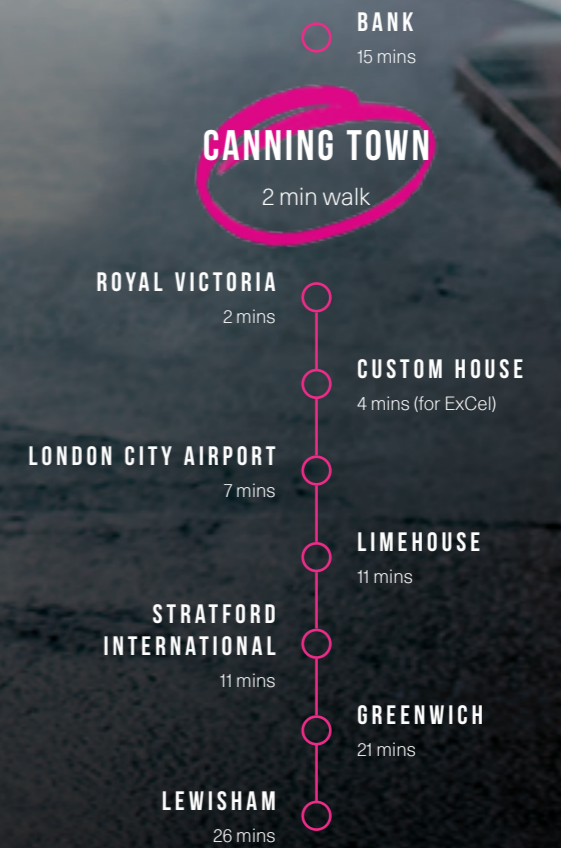 BANK
15 mins
CANNING TOWN
2 min walk
ROYAL VICTORIA
2 mins
CUSTOM HOUSE
4 mins (for ExCel)
LONDON CITY AIRPORT
7 mins
LIMEHOUSE
11 mins
STRATFORD
INTERNATIONAL
11 mins
GREENWICH
21 mins
LEWISHAM
26 mins